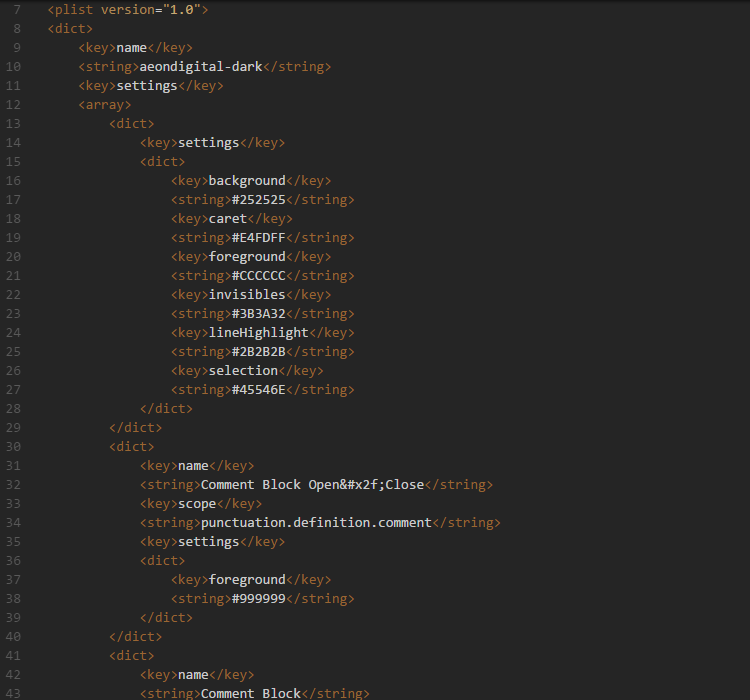 7 <plist version="1.0">
8 <dict>
9 <key>name</key>
10 <string>aeondigital-dark</string>
11 <key>settings</key>
12 <array>
13 <dict>
14 <key>settings</key>
15 <dict>
16 <key>background</key>
17 <string>#252525</string>
18 <key>caret</key>
19 <string>#E4FDFF</string>
20 <key>foreground</key>
21 <string>#CCCCCC</string>
22 <key>invisibles</key>
23 <string>#3B3A32</string>
24 <key>lineHighlight</key>
25 <string>#2B2B2B</string>
26 <key>selection</key>
27 <string>#45546E</string>
28 </dict>
29 </dict>
30 <dict>
31 <key>name</key>
32 <string>Comment Block Open&#x2f;Close</string>
33 <key>scope</key>
34 <string>punctuation.definition.comment</string>
35 <key>settings</key>
36 <dict>
37 <key>foreground</key>
38 <string>#999999</string>
39 </dict>
40 </dict>
41 <dict>
42 <key>name</key>
43 <string>Comment Block</string>